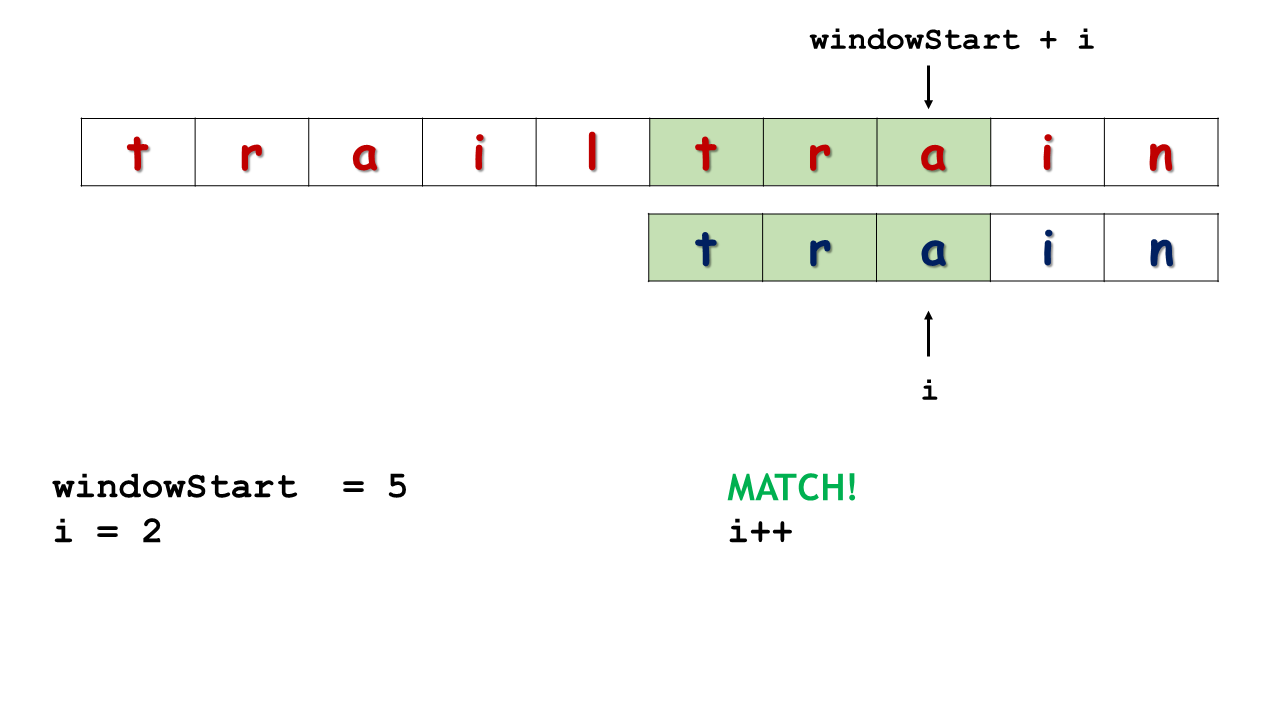 windowStart + i
t r a i l t r a i n
t r a i n
i
windowStart = 5
i = 2
MATCH!
i++